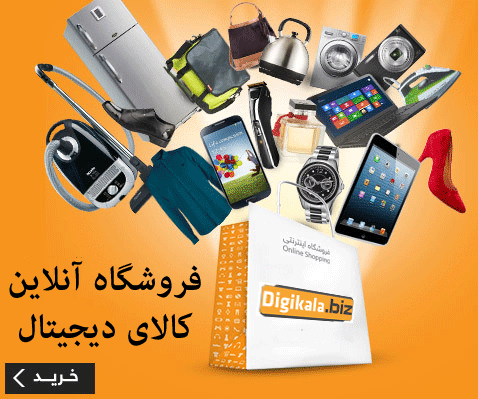 فروشگاه اینترنتی
Online Shopping
Digikala.biz
فروشگاه آنلاین
کالای دیجیتال
خرید